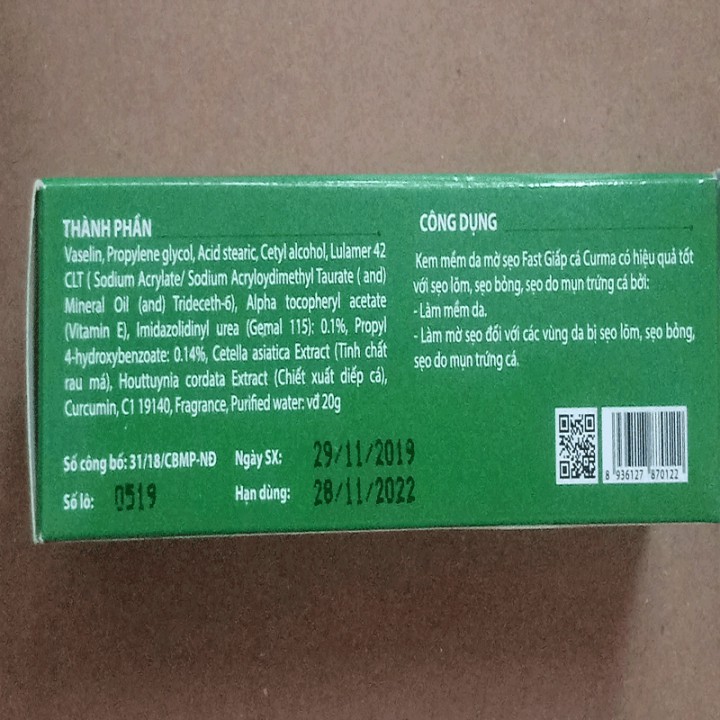 THÀNH PHẦN
Vaselin, Propylene glycol, Acid stearic, Cetyl alcohol, Lulamer 42
CLT ( Sodium Acrylate/ Sodium Acryloydimethyl Taurate ( and)
Mineral Oil (and) Trideceth-6), Alpha tocopheryl acetate
(Vitamin E), Imidazolidinyl urea (Gemal 115): 0.1%, Propyl
4-hydroxybenzoate: 0.14%, Cetella asiatica Extract (Tinh chất
rau má), Houttuynia cordata Extract (Chiết xuất diếp cá),
Curcumin, C1 19140, Fragrance, Purified water: vđ 20g
Số công bố: 31/18/CBMP-NĐ
Số lô: 0519
Ngày SX: 29/11/2019
Hạn dùng: 28/11/2022
CÔNG DỤNG
Kem mềm da mờ sẹo Fast Giấp cá Curma có hiệu quả tốt
với sẹo lõm, sẹo bỏng, sẹo do mụn trứng cá bởi:
- Làm mềm da.
- Làm mờ sẹo đối với các vùng da bị sẹo lõm, sẹo bỏng,
sẹo do mụn trứng cá.
8 936127 870122